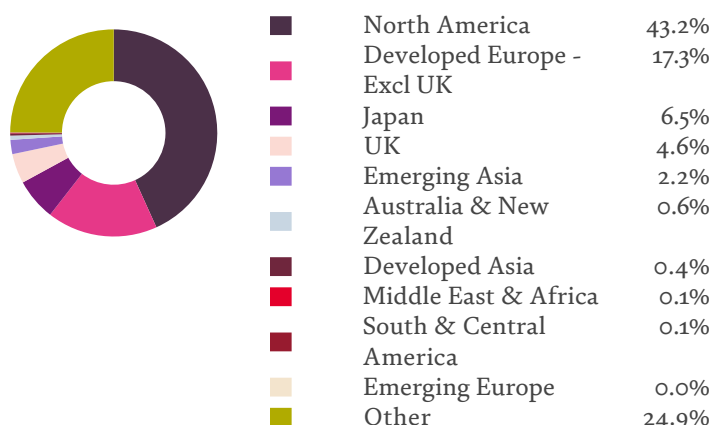 North America 43.2%
Developed Europe - 17.3%
Excl UK
Japan 6.5%
UK 4.6%
Emerging Asia 2.2%
Australia & New 0.6%
Zealand
Developed Asia 0.4%
Middle East & Africa 0.1%
South & Central 0.1%
America
Emerging Europe 0.0%
Other 24.9%